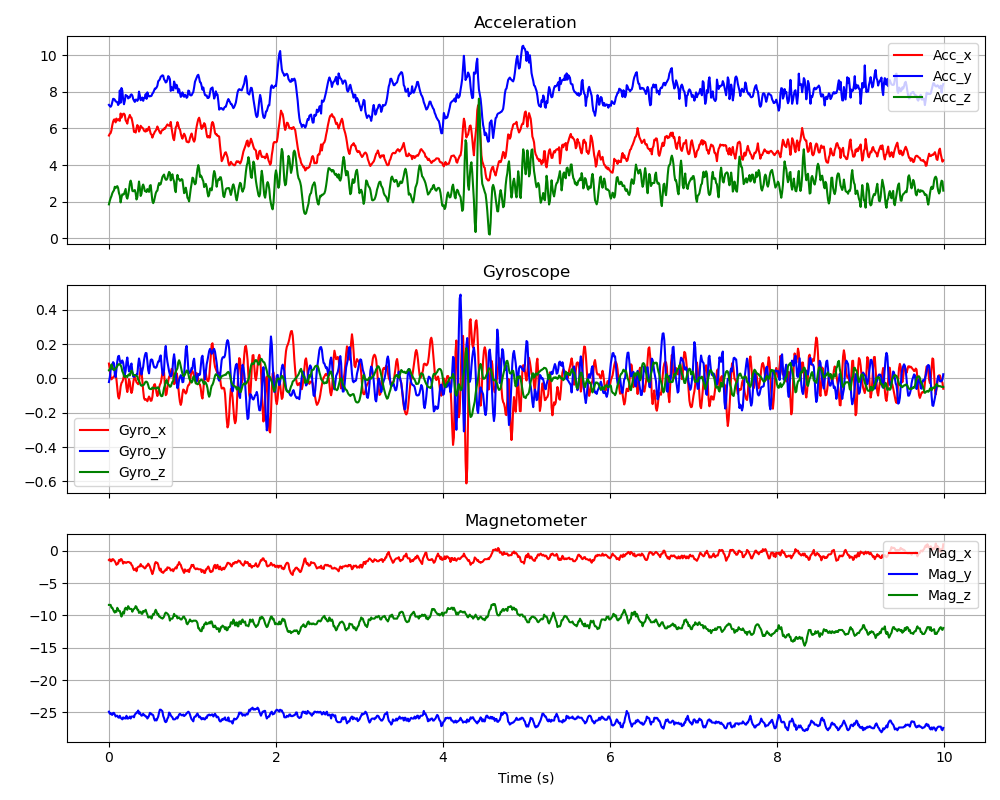 Acceleration
10
8
6
4
2
0
Acc_x
Acc_y
Acc_z
Gyroscope
0.4
0.2
0.0
−0.2
−0.4
−0.6
Gyro_x
Gyro_y
Gyro_z
Magnetometer
0
−5
−10
−15
−20
−25
Mag_x
Mag_y
Mag_z
0 2 4 6 8 10
Time (s)